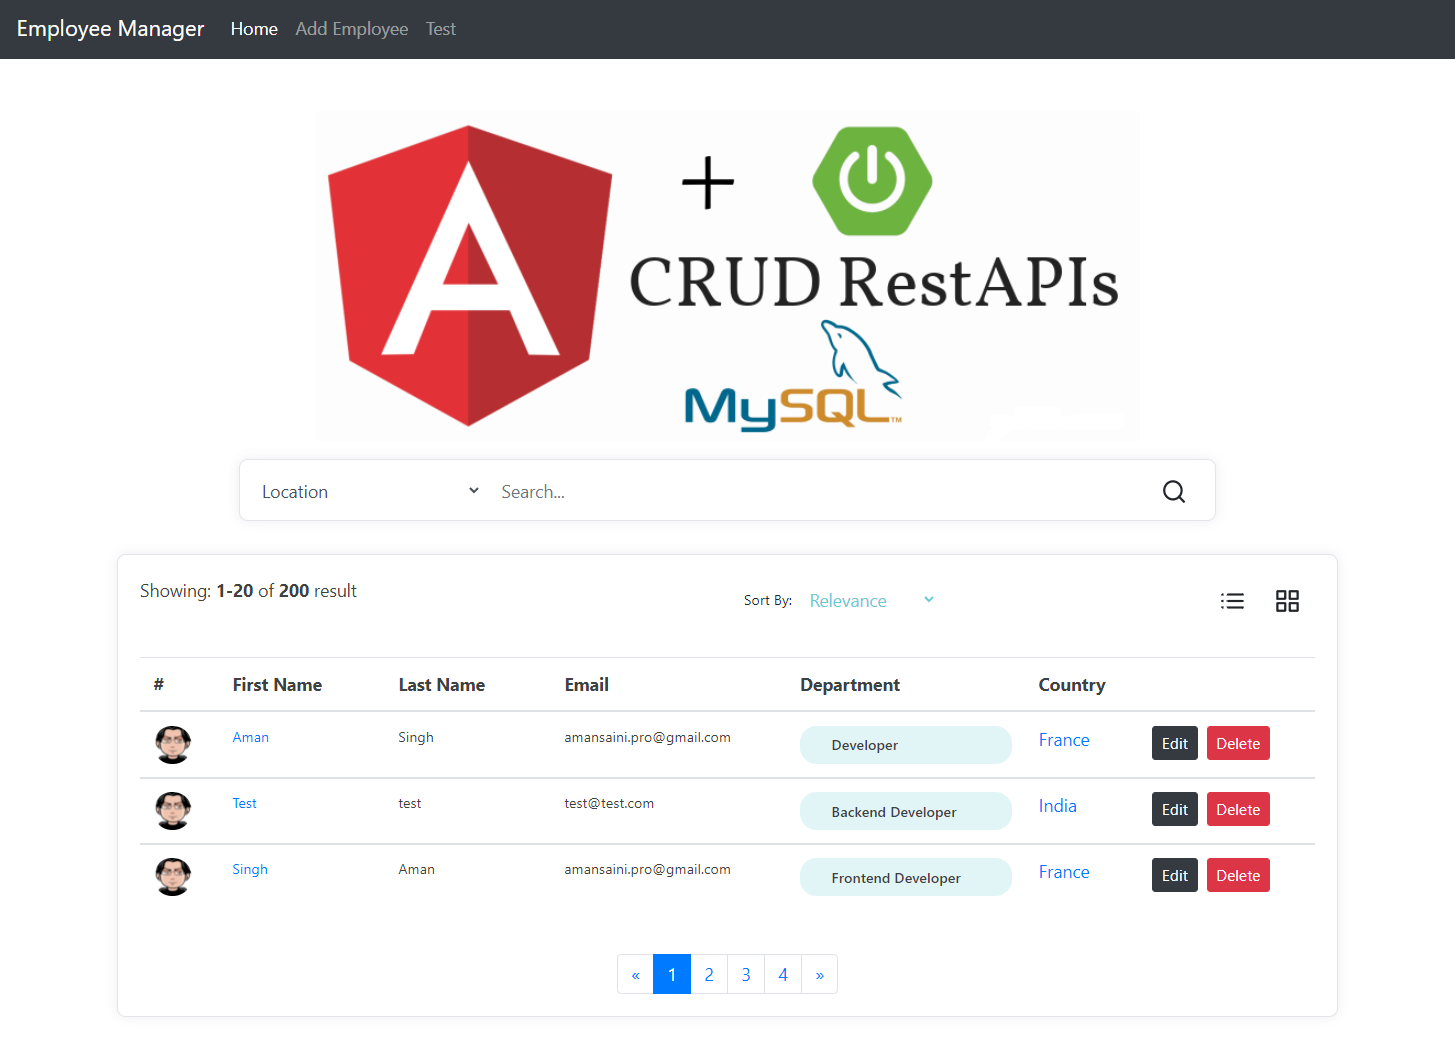 Employee Manager Home Add Employee Test
+
CRUD RestAPIs
MySQL™
Location Search...
Showing: 1-20 of 200 result
Sort By: Relevance
# First Name Last Name Email Department Country
Aman Singh amansaini.pro@gmail.com Developer France Edit Delete
Test test test@test.com Backend Developer India Edit Delete
Singh Aman amansaini.pro@gmail.com Frontend Developer France Edit Delete
« 1 2 3 4 »